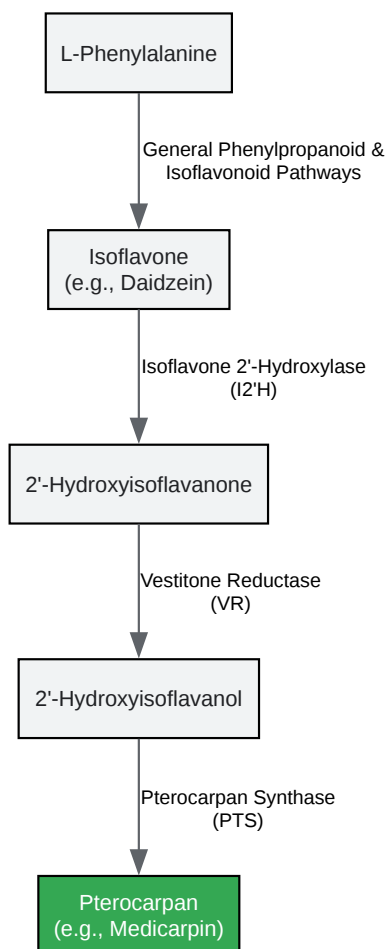 L-Phenylalanine
General Phenylpropanoid &
Isoflavonoid Pathways
Isoflavone
(e.g., Daidzein)
Isoflavone 2'-Hydroxylase
(I2'H)
2'-Hydroxyisoflavanone
Vestitone Reductase
(VR)
2'-Hydroxyisoflavanol
Pterocarpan Synthase
(PTS)
Pterocarpan
(e.g., Medicarpin)